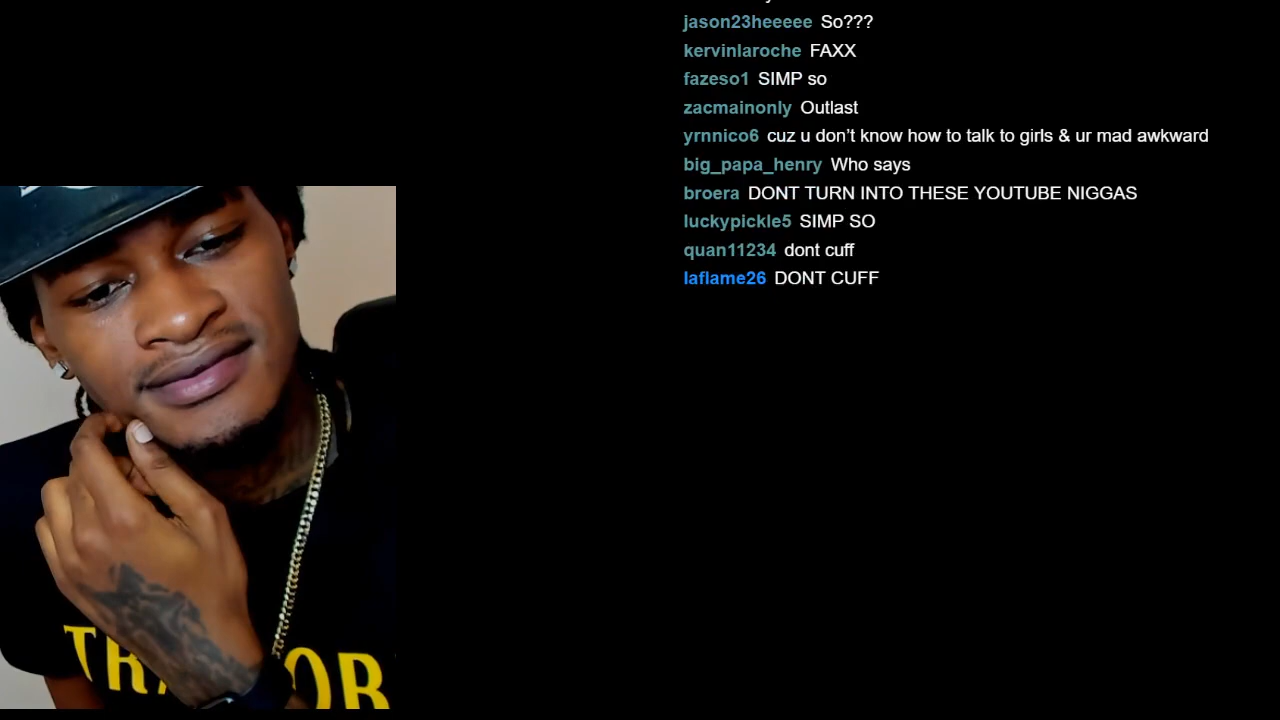 jason23heeeee So???
kervinlaroche FAXX
fazeso1 SIMP so
zacmainonly Outlast
yrnnico6 cuz u don’t know how to talk to girls & ur mad awkward
big_papa_henry Who says
broera DONT TURN INTO THESE YOUTUBE NIGGAS
luckypickle5 SIMP SO
quan11234 dont cuff
laflame26 DONT CUFF